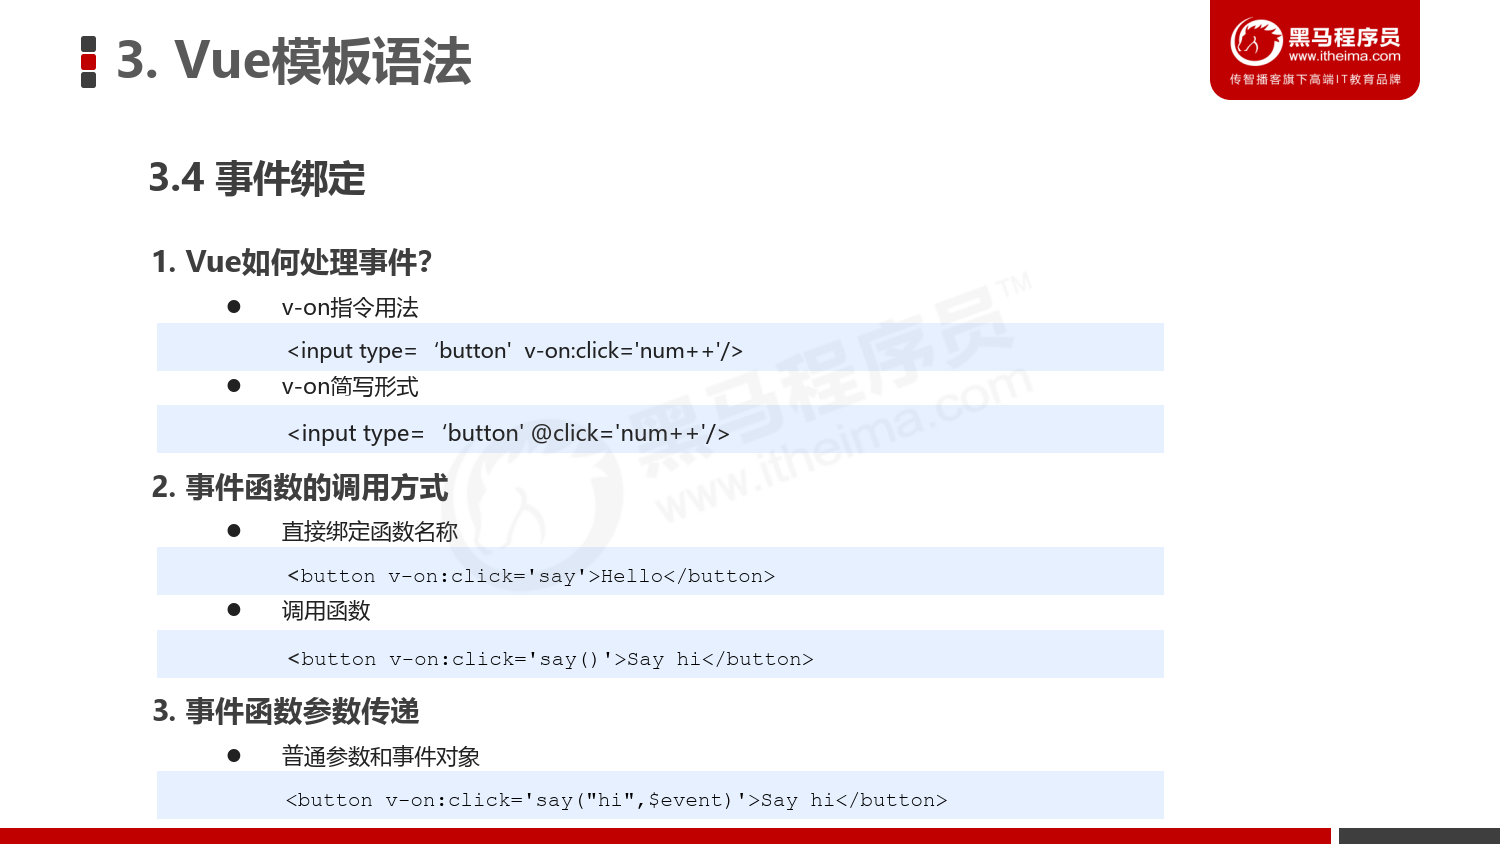 3. Vue模板语法
黑马程序员
www.itheima.com
传智播客旗下高端IT教育品牌
3.4 事件绑定
1. Vue如何处理事件?
● v-on指令用法
<input type= ‘button' v-on:click='num++'/>
● v-on简写形式
<input type= ‘button' @click='num++'/>
2. 事件函数的调用方式
● 直接绑定函数名称
<button v-on:click='say'>Hello</button>
● 调用函数
<button v-on:click='say()'>Say hi</button>
3. 事件函数参数传递
● 普通参数和事件对象
<button v-on:click='say("hi",$event)'>Say hi</button>
黑马程序员™
www.itheima.com